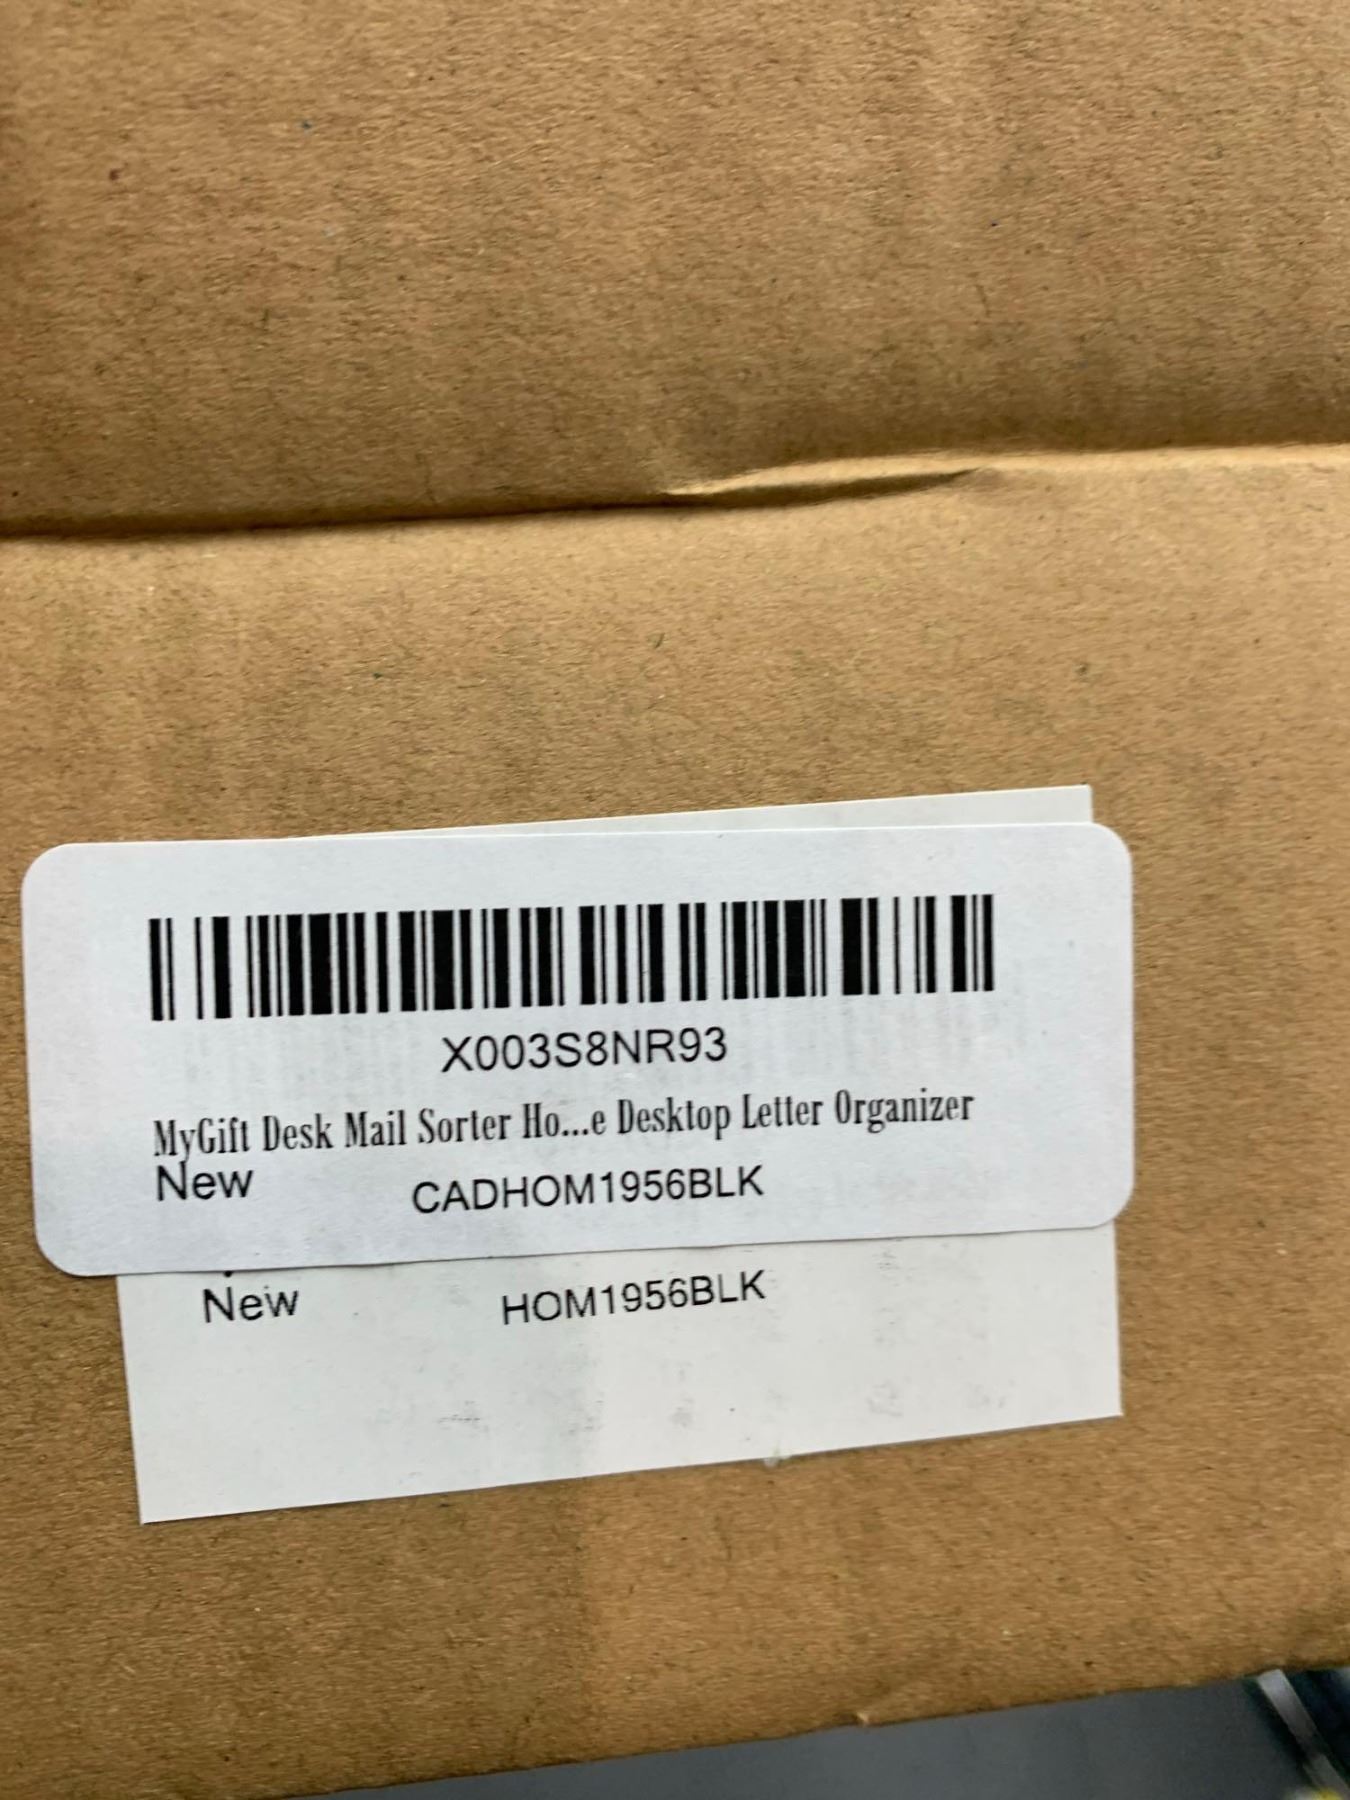 X003S8NR93
MyGift Desk Mail Sorter Ho...e Desktop Letter Organizer
New CADHOM1956BLK
New HOM1956BLK